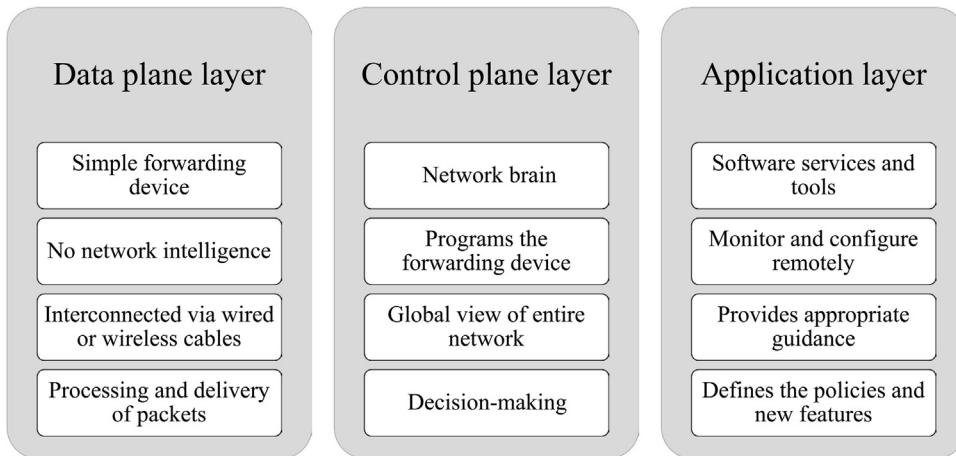 Data plane layer
Simple forwarding
device
No network intelligence
Interconnected via wired
or wireless cables
Processing and delivery
of packets
Control plane layer
Network brain
Programs the
forwarding device
Global view of entire
network
Decision-making
Application layer
Software services and
tools
Monitor and configure
remotely
Provides appropriate
guidance
Defines the policies and
new features